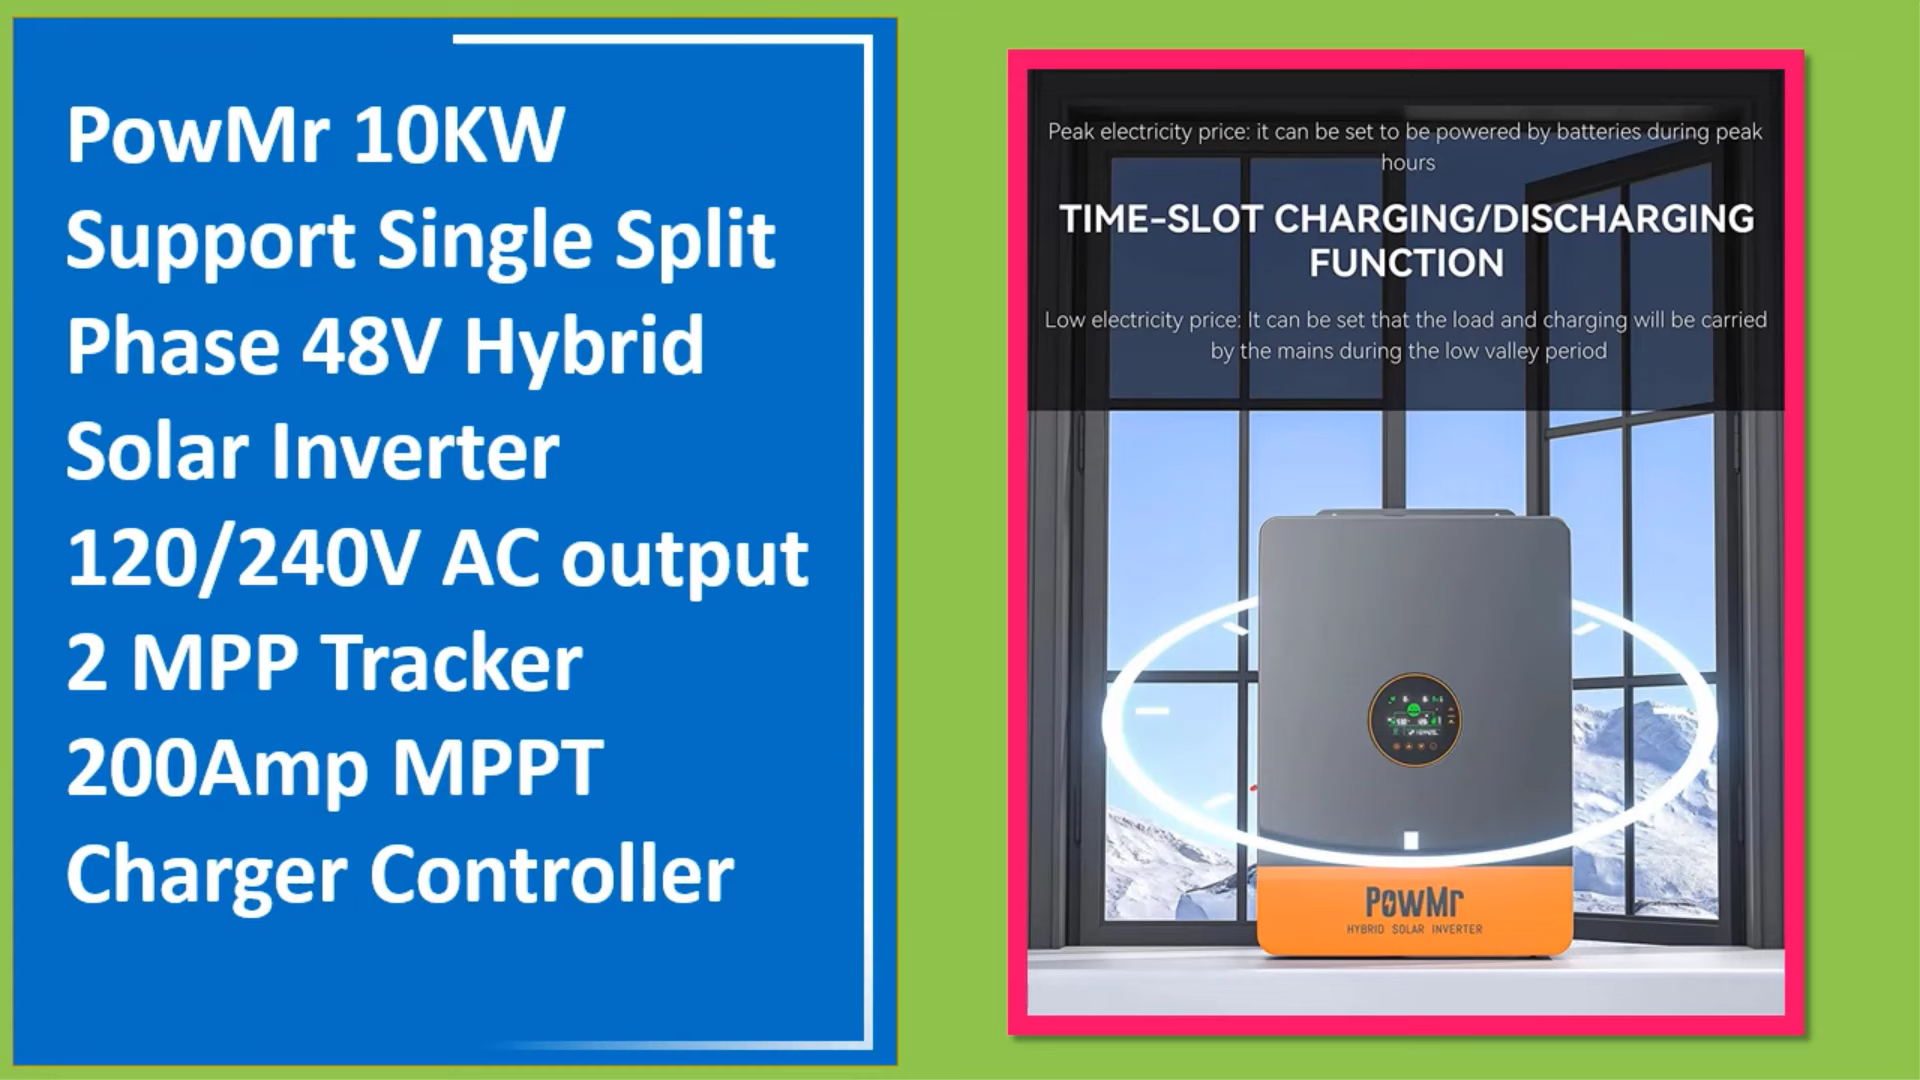 PowMr 10KW
Support Single Split
Phase 48V Hybrid
Solar Inverter
120/240V AC output
2 MPP Tracker
200Amp MPPT
Charger Controller
Peak electricity price: it can be set to be powered by batteries during peak
hours
TIME-SLOT CHARGING/DISCHARGING
FUNCTION
Low electricity price: It can be set that the load and charging will be carried
by the mains during the low valley period
PowMr
HYBRID SOLAR INVERTER